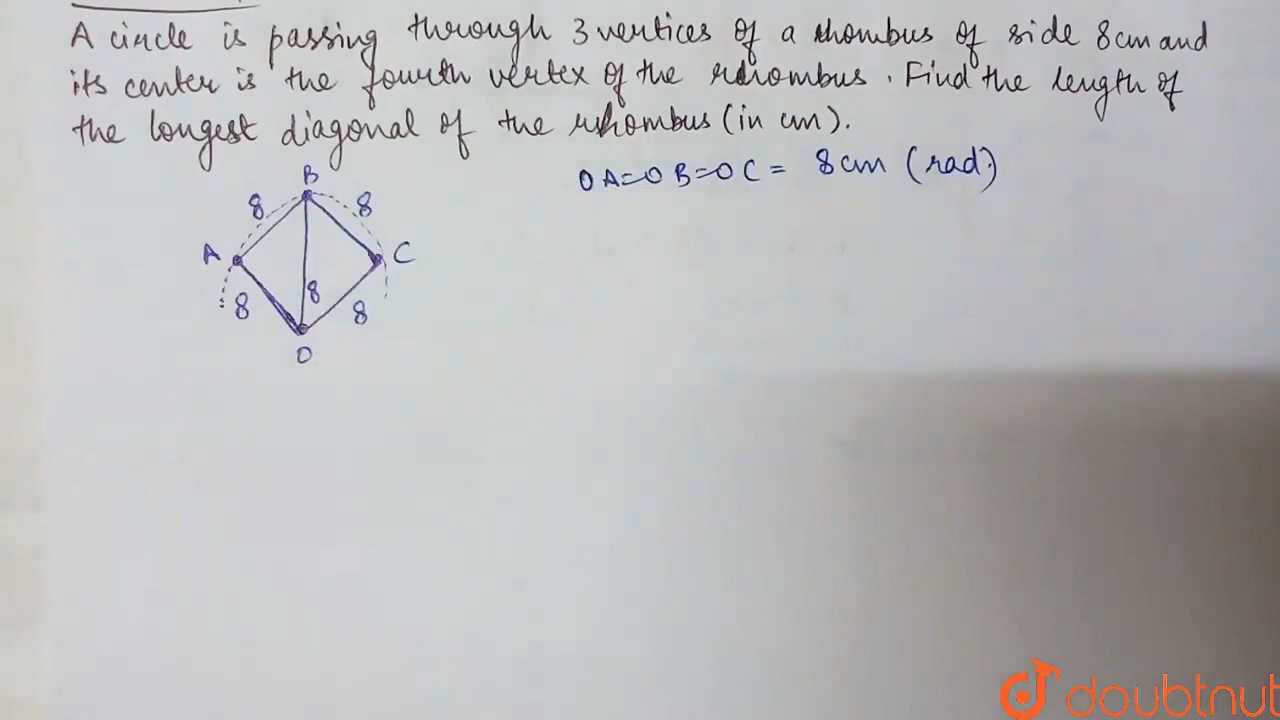 A circle is passing through 3 vertices of a rhombus of side 8cm and
its center is the fourth vertex of the rhombus. Find the length of
the longest diagonal of the rhombus (in cm).
OA=OB=OC= 8cm (rad.)
B
8 8
A C
8 8 8
O
doubtnut